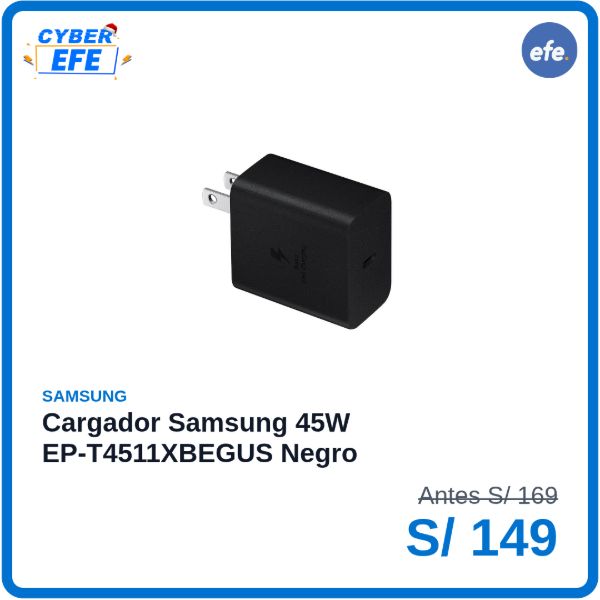 CYBER
EFE
efe.
SAMSUNG
Cargador Samsung 45W
EP-T4511XBEGUS Negro
Antes S/ 169
S/ 149